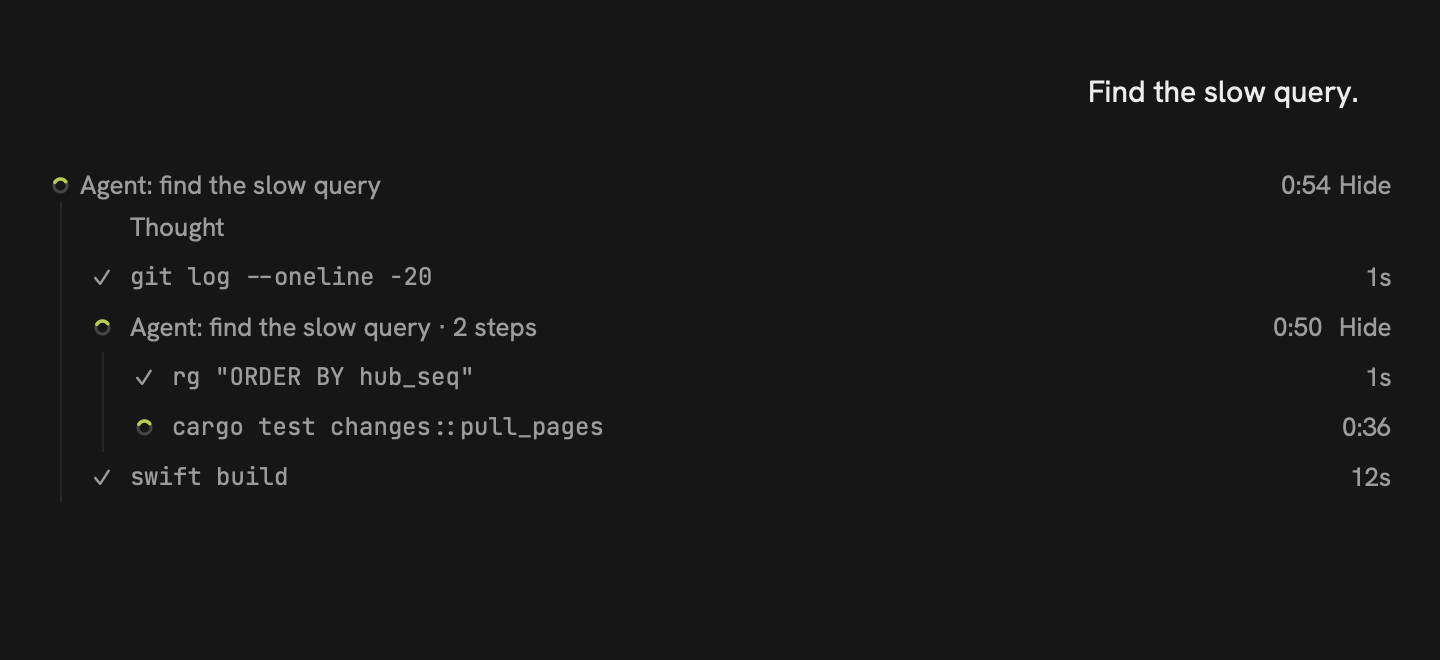 Find the slow query.
Agent: find the slow query 0:54 Hide
Thought
git log --oneline -20 1s
Agent: find the slow query · 2 steps 0:50 Hide
rg "ORDER BY hub_seq" 1s
cargo test changes::pull_pages 0:36
swift build 12s